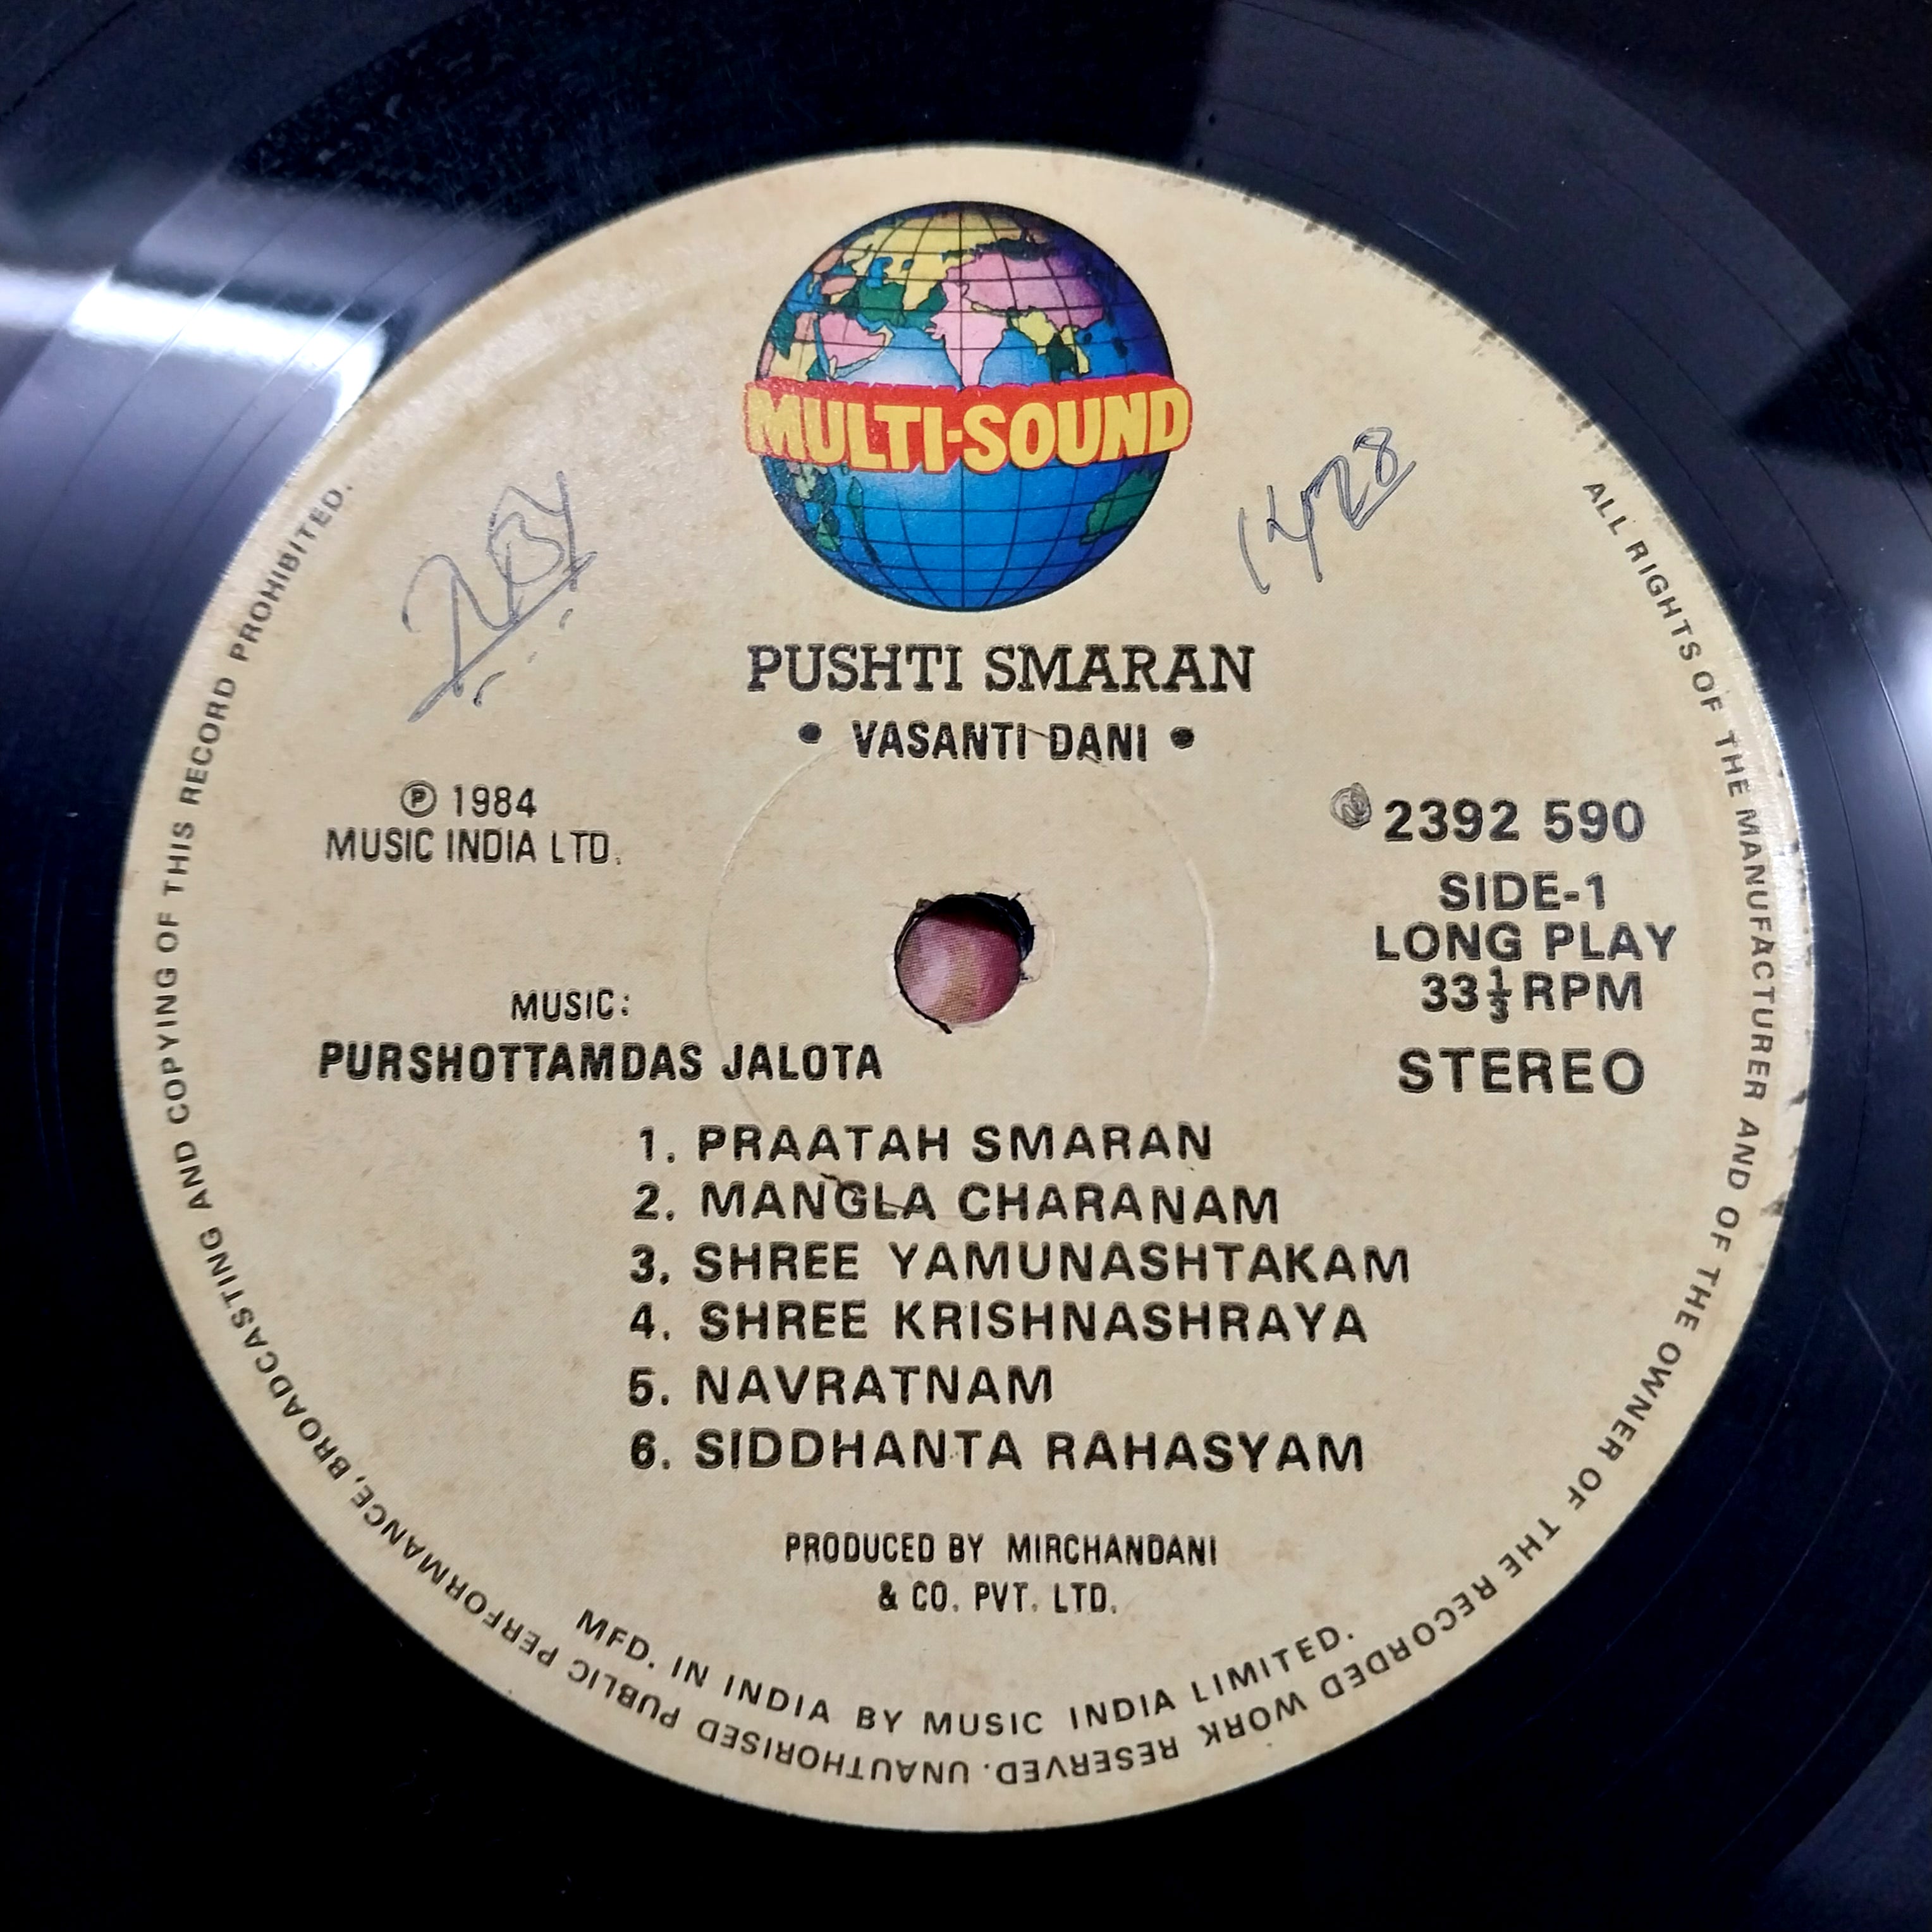 MULTI-SOUND
1428
PUSHTI SMARAN
• VASANTI DANI •
℗ 1984
MUSIC INDIA LTD.
2392 590
SIDE-1
LONG PLAY
33⅓ RPM
STEREO
MUSIC:
PURSHOTTAMDAS JALOTA
1. PRAATAH SMARAN
2. MANGLA CHARANAM
3. SHREE YAMUNASHTAKAM
4. SHREE KRISHNASHRAYA
5. NAVRATNAM
6. SIDDHANTA RAHASYAM
PRODUCED BY MIRCHANDANI
& CO. PVT. LTD.
MFD. IN INDIA BY MUSIC INDIA LIMITED.
ALL RIGHTS OF THE MANUFACTURER AND OF THE OWNER OF THE RECORDED WORK RESERVED. UNAUTHORISED PUBLIC PERFORMANCE, BROADCASTING AND COPYING OF THIS RECORD PROHIBITED.